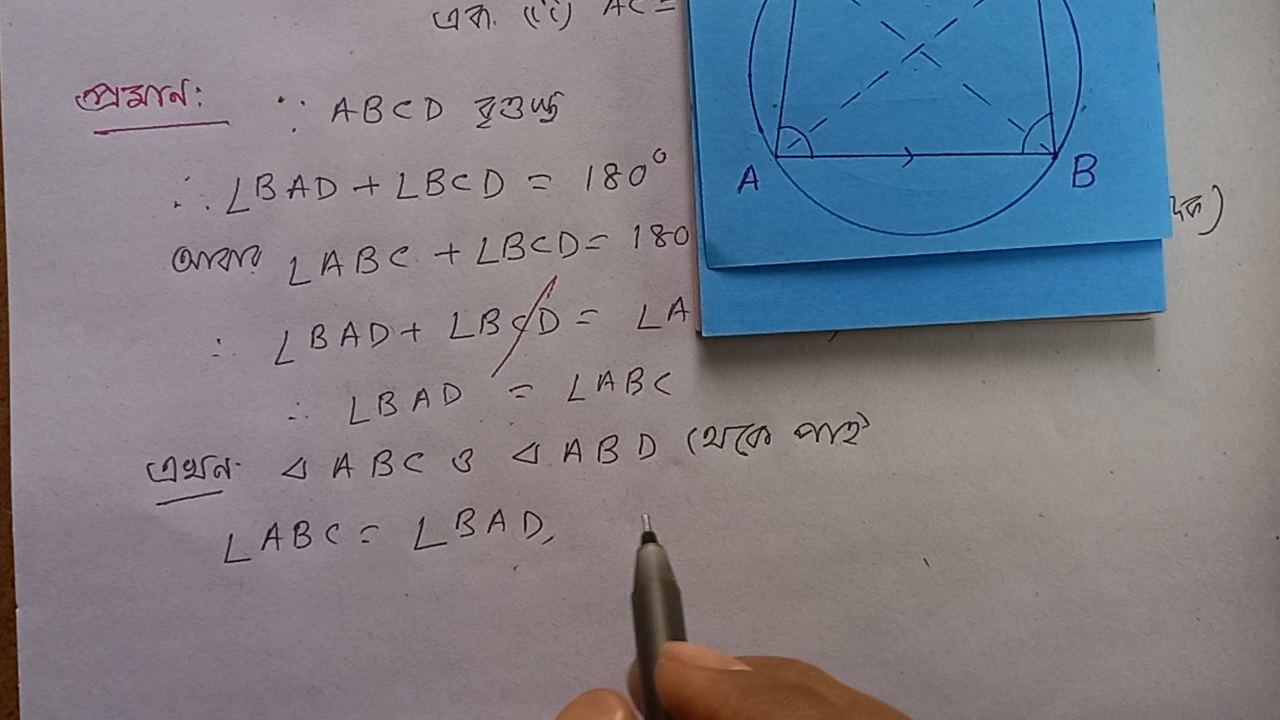 এবং (ii) AC =
প্রমাণ: ∵ ABCD বৃত্তস্থ
∴ ∠BAD + ∠BCD = 180°
আবার ∠ABC + ∠BCD = 180
∴ ∠BAD + ∠BCD = ∠A
∴ ∠BAD = ∠ABC
এখন △ABC ও △ABD থেকে পাই
∠ABC = ∠BAD,
A B